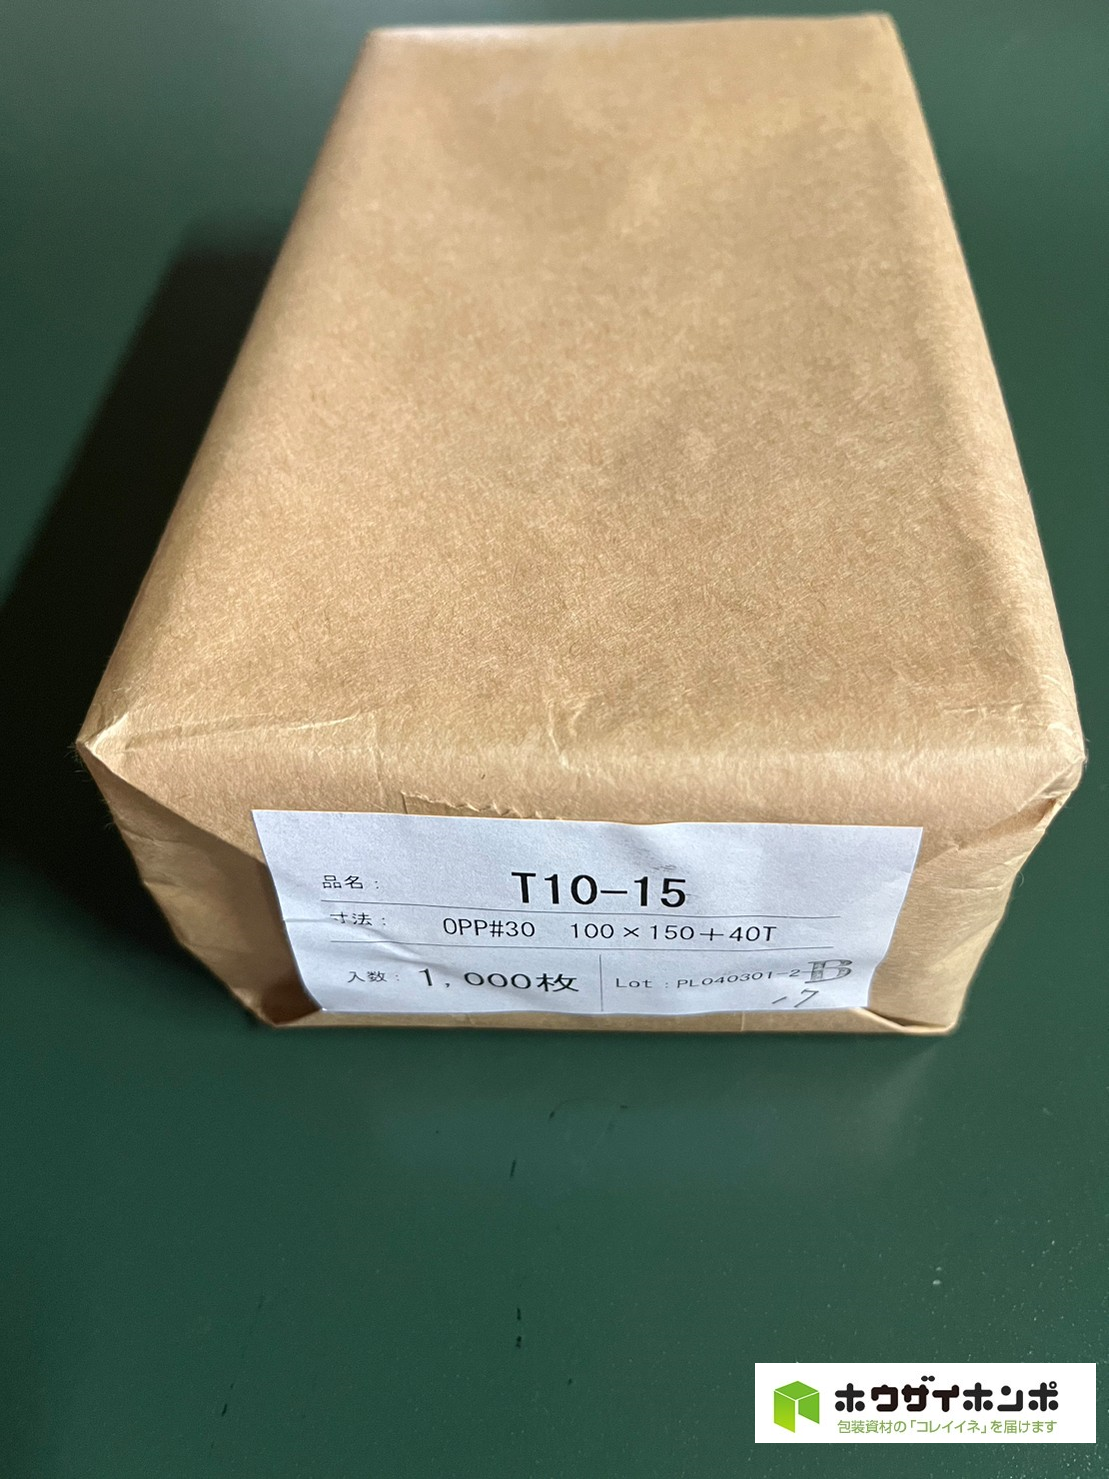 品名: T10-15
寸法: OPP#30 100×150+40T
入数: 1,000枚 Lot:PL040301-2 B
-7
ホウザイホンポ
包装資材の「コレイイネ」を届けます